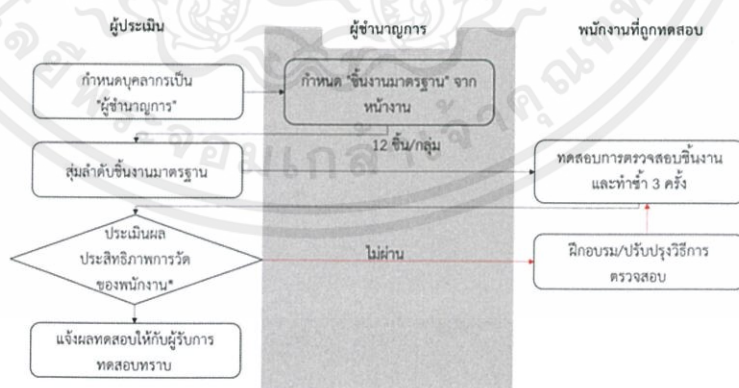 ผู้ประเมิน
ผู้ชำนาญการ
พนักงานที่ถูกทดสอบ
กำหนดบุคลากรเป็น
"ผู้ชำนาญการ"
กำหนด "ชิ้นงานมาตรฐาน" จาก
หน้างาน
12 ชิ้น/กลุ่ม
สุ่มลำดับชิ้นงานมาตรฐาน
ทดสอบการตรวจสอบชิ้นงาน
และทำซ้ำ 3 ครั้ง
ประเมินผล
ประสิทธิภาพการวัด
ของพนักงาน*
ไม่ผ่าน
ฝึกอบรม/ปรับปรุงวิธีการ
ตรวจสอบ
แจ้งผลทดสอบให้กับผู้รับการ
ทดสอบทราบ